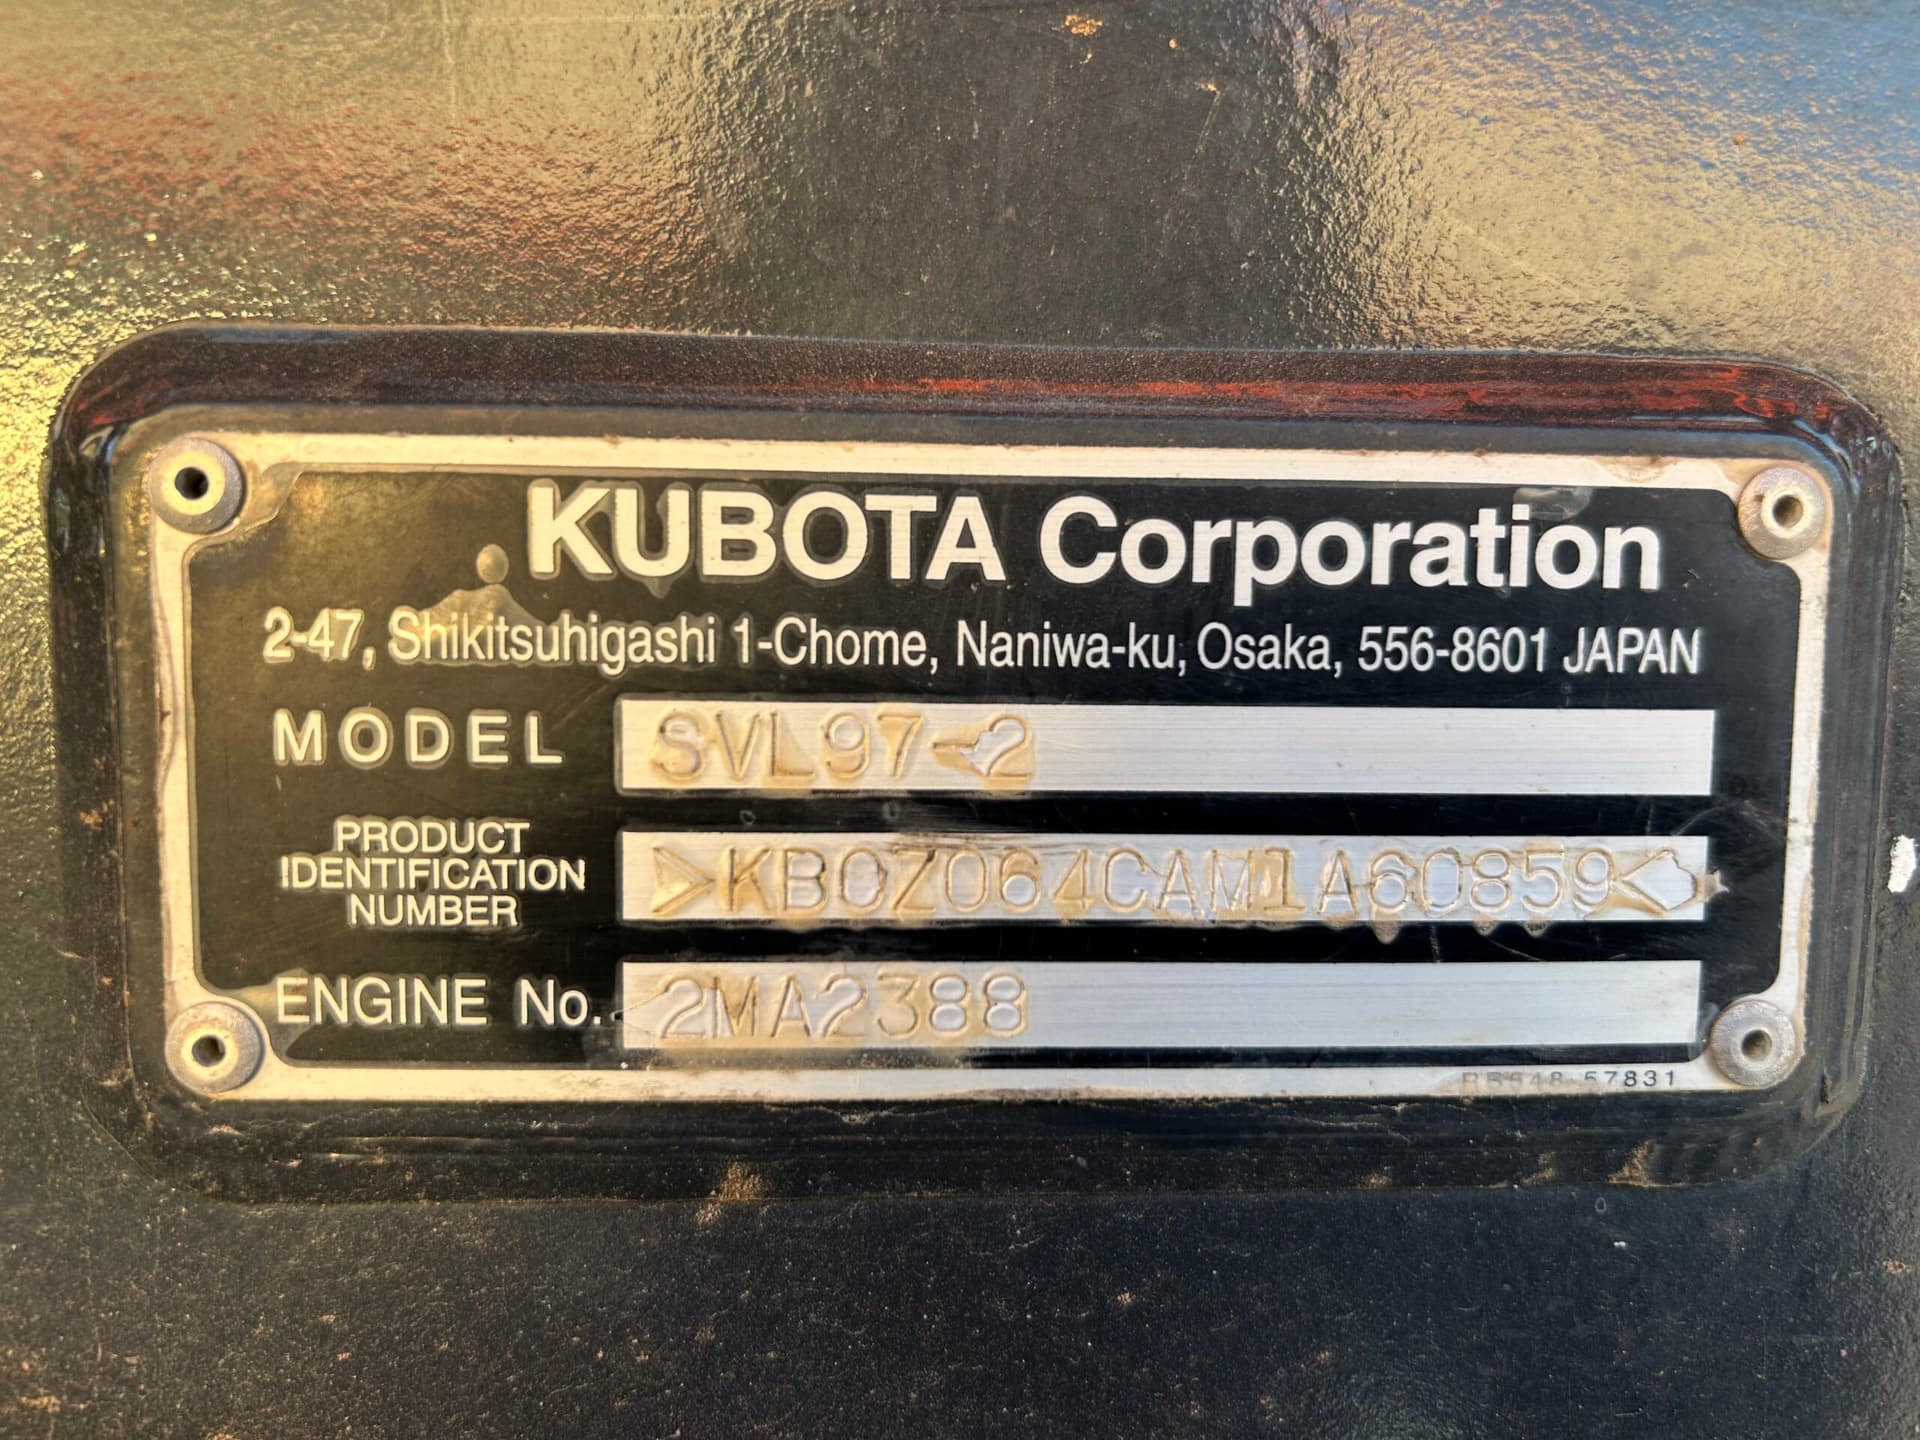 KUBOTA Corporation
2-47, Shikitsuhigashi 1-Chome, Naniwa-ku, Osaka, 556-8601 JAPAN
MODEL SVL97-2
PRODUCT
IDENTIFICATION
NUMBER
>KBCZ064CAM1A60859<
ENGINE No. 2MA2388
57831